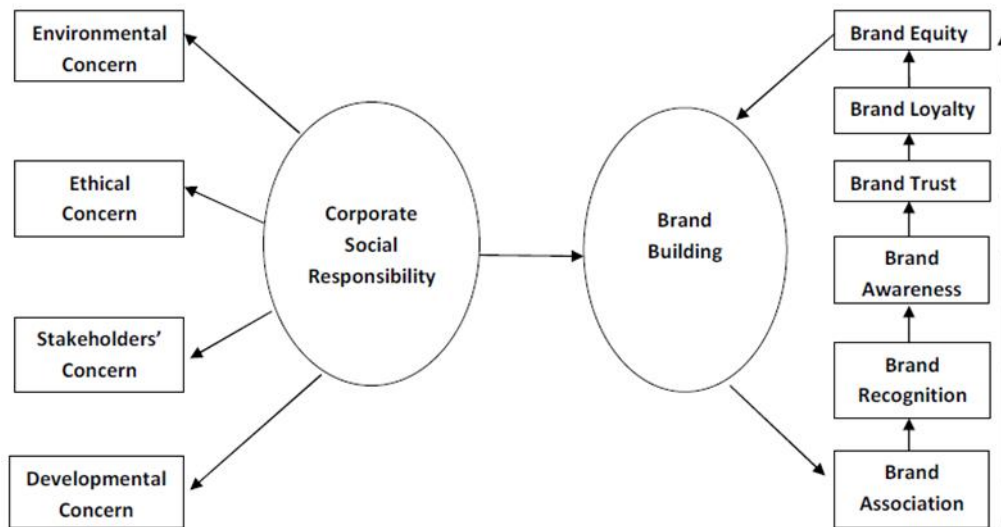 Environmental
Concern
Ethical
Concern
Stakeholders’
Concern
Developmental
Concern
Corporate
Social
Responsibility
Brand
Building
Brand Equity
Brand Loyalty
Brand Trust
Brand
Awareness
Brand
Recognition
Brand
Association